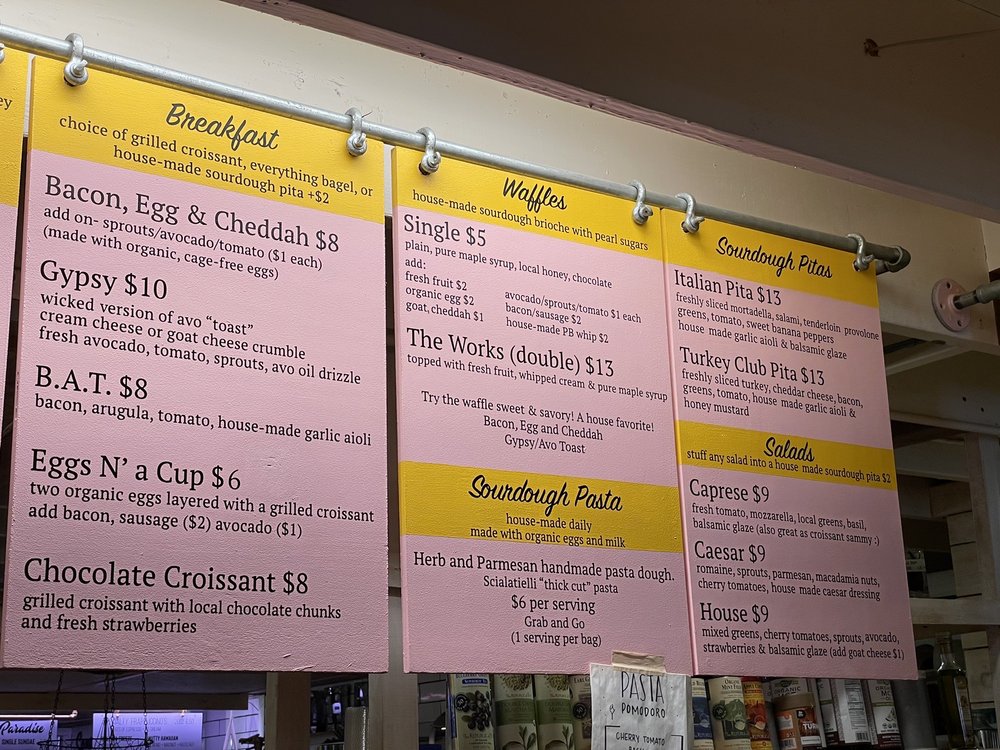 ey
Breakfast
choice of grilled croissant, everything bagel, or
house-made sourdough pita +$2
Bacon, Egg & Cheddah $8
add on- sprouts/avocado/tomato ($1 each)
(made with organic, cage-free eggs)
Gypsy $10
wicked version of avo "toast"
cream cheese or goat cheese crumble
fresh avocado, tomato, sprouts, avo oil drizzle
B.A.T. $8
bacon, arugula, tomato, house-made garlic aioli
Eggs N' a Cup $6
two organic eggs layered with a grilled croissant
add bacon, sausage ($2) avocado ($1)
Chocolate Croissant $8
grilled croissant with local chocolate chunks
and fresh strawberries
Waffles
house-made sourdough brioche with pearl sugars
Single $5
plain, pure maple syrup, local honey, chocolate
add:
fresh fruit $2
organic egg $2
goat, cheddah $1
avocado/sprouts/tomato $1 each
bacon/sausage $2
house-made PB whip $2
The Works (double) $13
topped with fresh fruit, whipped cream & pure maple syrup
Try the waffle sweet & savory! A house favorite!
Bacon, Egg and Cheddah
Gypsy/Avo Toast
Sourdough Pasta
house-made daily
made with organic eggs and milk
Herb and Parmesan handmade pasta dough.
Scialatielli "thick cut" pasta
$6 per serving
Grab and Go
(1 serving per bag)
Sourdough Pitas
Italian Pita $13
freshly sliced mortadella, salami, tenderloin provolone
greens, tomato, sweet banana peppers
house made garlic aioli & balsamic glaze
Turkey Club Pita $13
freshly sliced turkey, cheddar cheese, bacon,
greens, tomato, house made garlic aioli &
honey mustard
Salads
stuff any salad into a house made sourdough pita $2
Caprese $9
fresh tomato, mozzarella, local greens, basil,
balsamic glaze (also great as croissant sammy :)
Caesar $9
romaine, sprouts, parmesan, macadamia nuts,
cherry tomatoes, house made caesar dressing
House $9
mixed greens, cherry tomatoes, sprouts, avocado,
strawberries & balsamic glaze (add goat cheese $1)
PASTA
POMODORO
CHERRY TOMATO
Paradise
SINGLE SUNDAE
ORGANIC